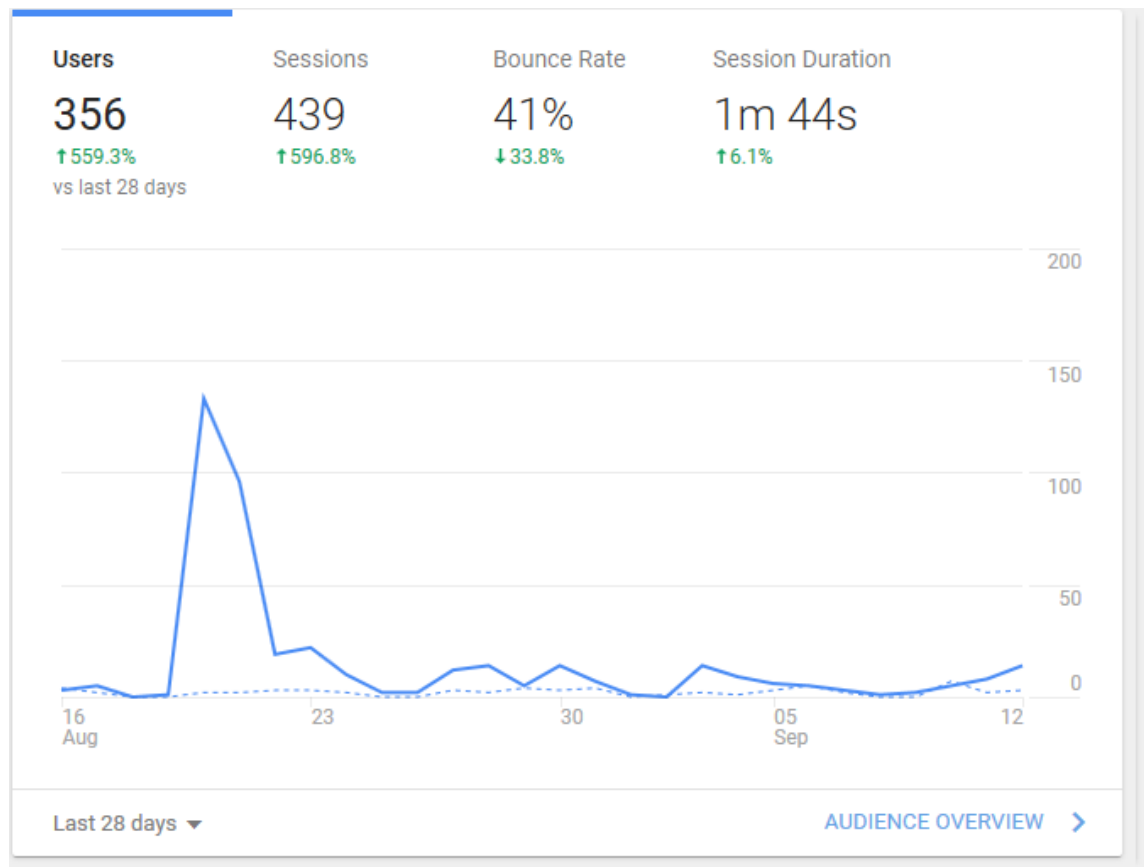 Users Sessions Bounce Rate Session Duration
356 439 41% 1m 44s
↑559.3% ↑596.8% ↓33.8% ↑6.1%
vs last 28 days
200
150
100
50
0
16 23 30 05 12
Aug Sep
Last 28 days AUDIENCE OVERVIEW